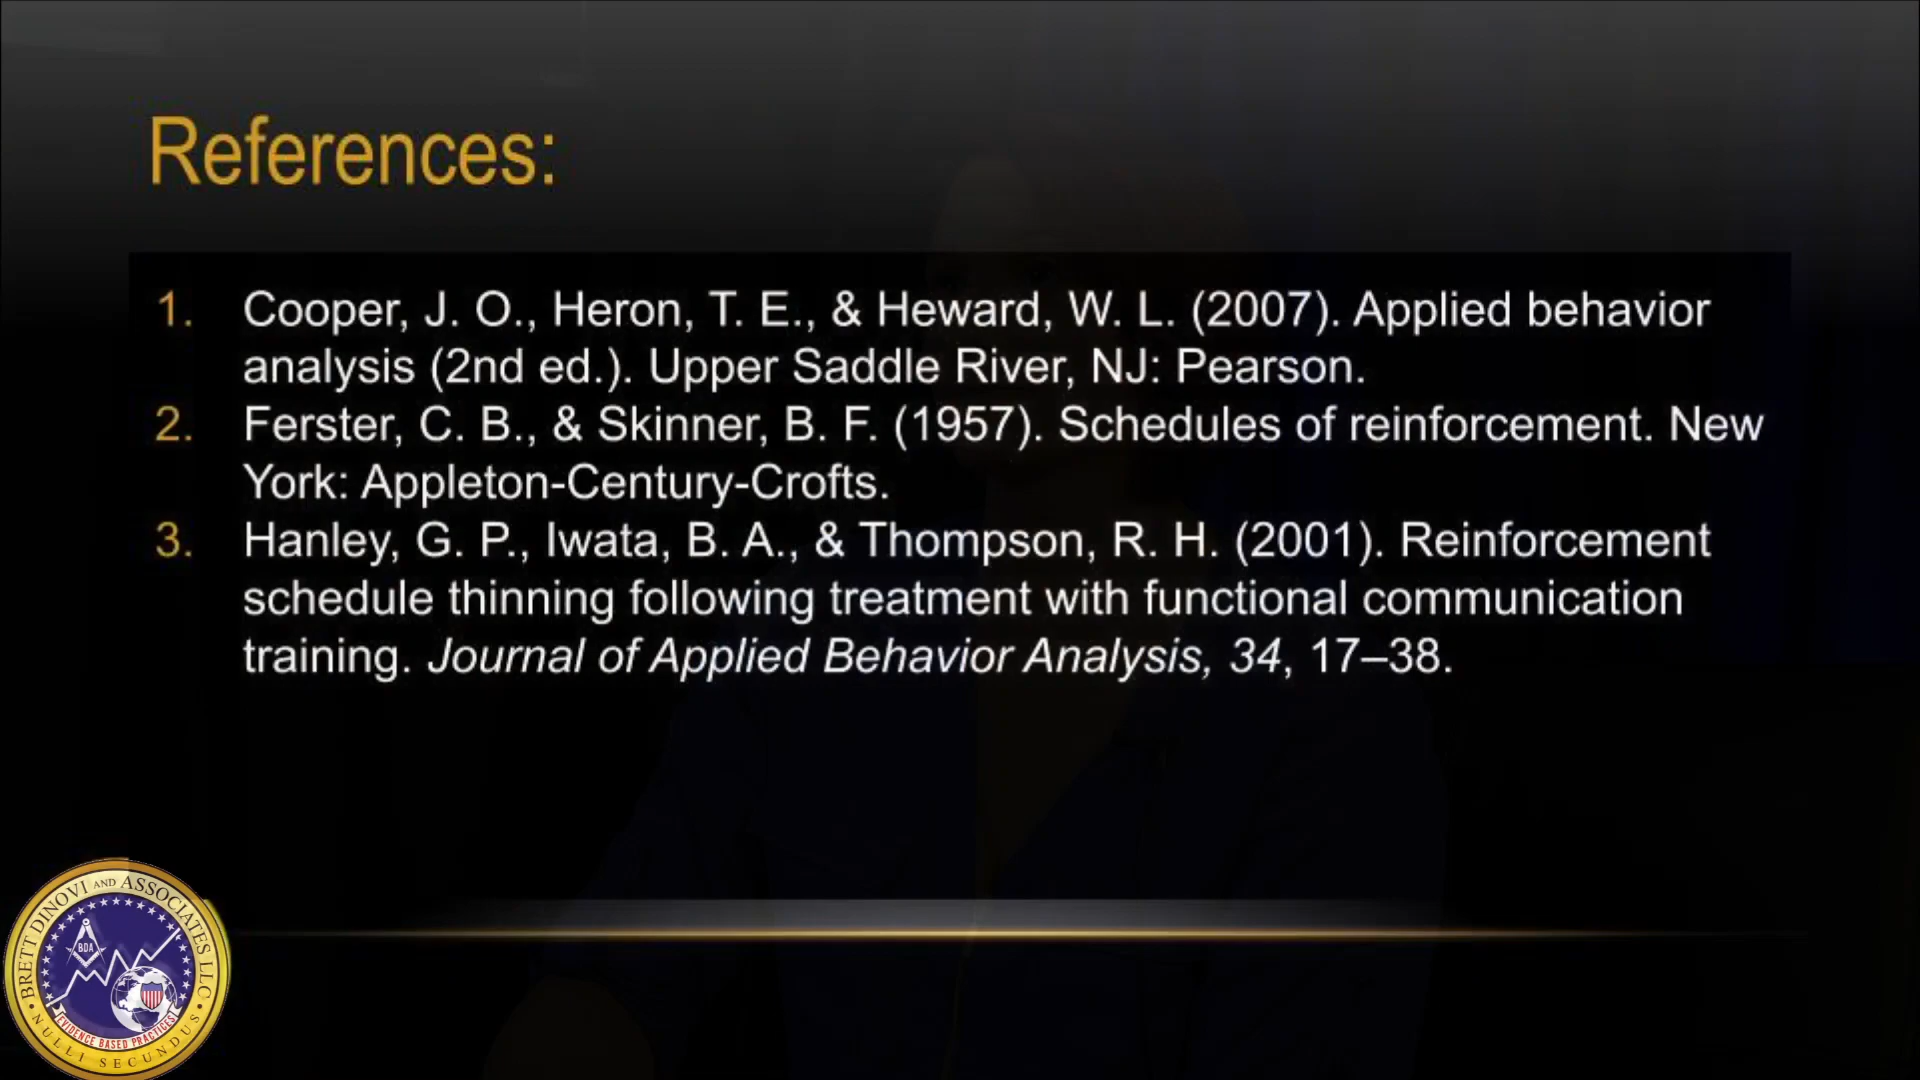 References:
1. Cooper, J. O., Heron, T. E., & Heward, W. L. (2007). Applied behavior
analysis (2nd ed.). Upper Saddle River, NJ: Pearson.
2. Ferster, C. B., & Skinner, B. F. (1957). Schedules of reinforcement. New
York: Appleton-Century-Crofts.
3. Hanley, G. P., Iwata, B. A., & Thompson, R. H. (2001). Reinforcement
schedule thinning following treatment with functional communication
training. Journal of Applied Behavior Analysis, 34, 17–38.
BRETT DINOVI AND ASSOCIATES LLC
BDA
EVIDENCE BASED PRACTICES
NULLI SECUNDUS